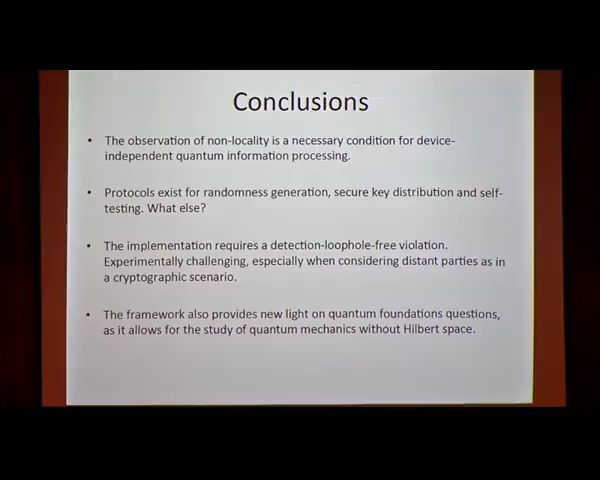 Conclusions
• The observation of non-locality is a necessary condition for device-
independent quantum information processing.
• Protocols exist for randomness generation, secure key distribution and self-
testing. What else?
• The implementation requires a detection-loophole-free violation.
Experimentally challenging, especially when considering distant parties as in
a cryptographic scenario.
• The framework also provides new light on quantum foundations questions,
as it allows for the study of quantum mechanics without Hilbert space.